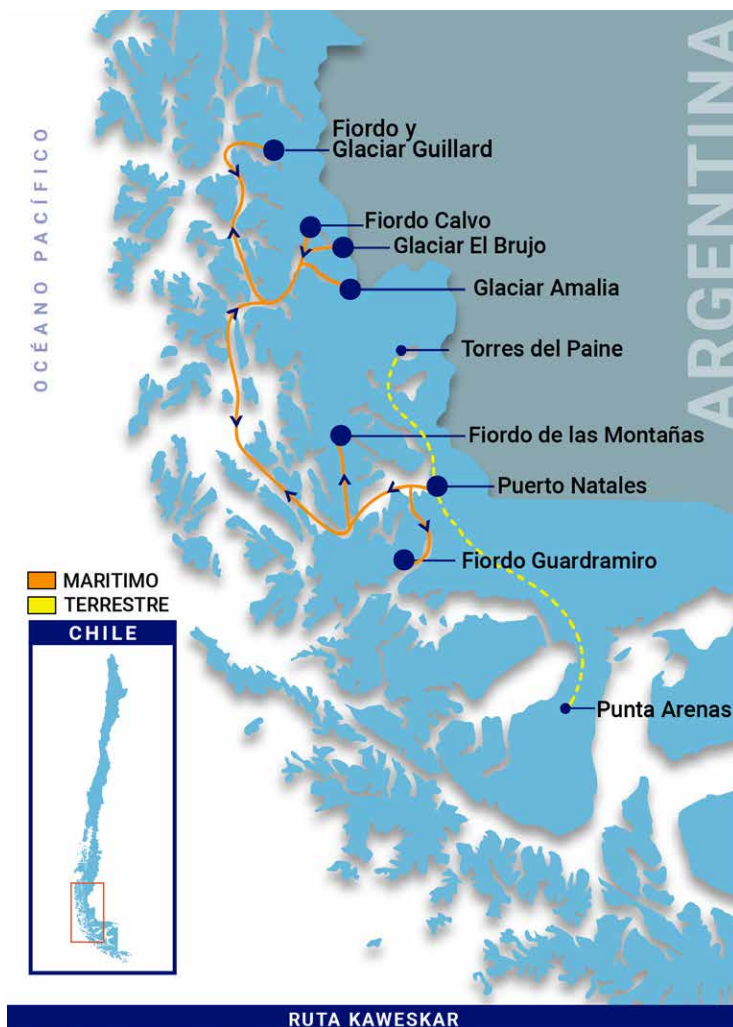 OCÉANO PACÍFICO
ARGENTINA
Fiordo y
Glaciar Guillard
Fiordo Calvo
Glaciar El Brujo
Glaciar Amalia
Torres del Paine
Fiordo de las Montañas
Puerto Natales
Fiordo Guardramiro
MARITIMO
TERRESTRE
CHILE
Punta Arenas
RUTA KAWESKAR